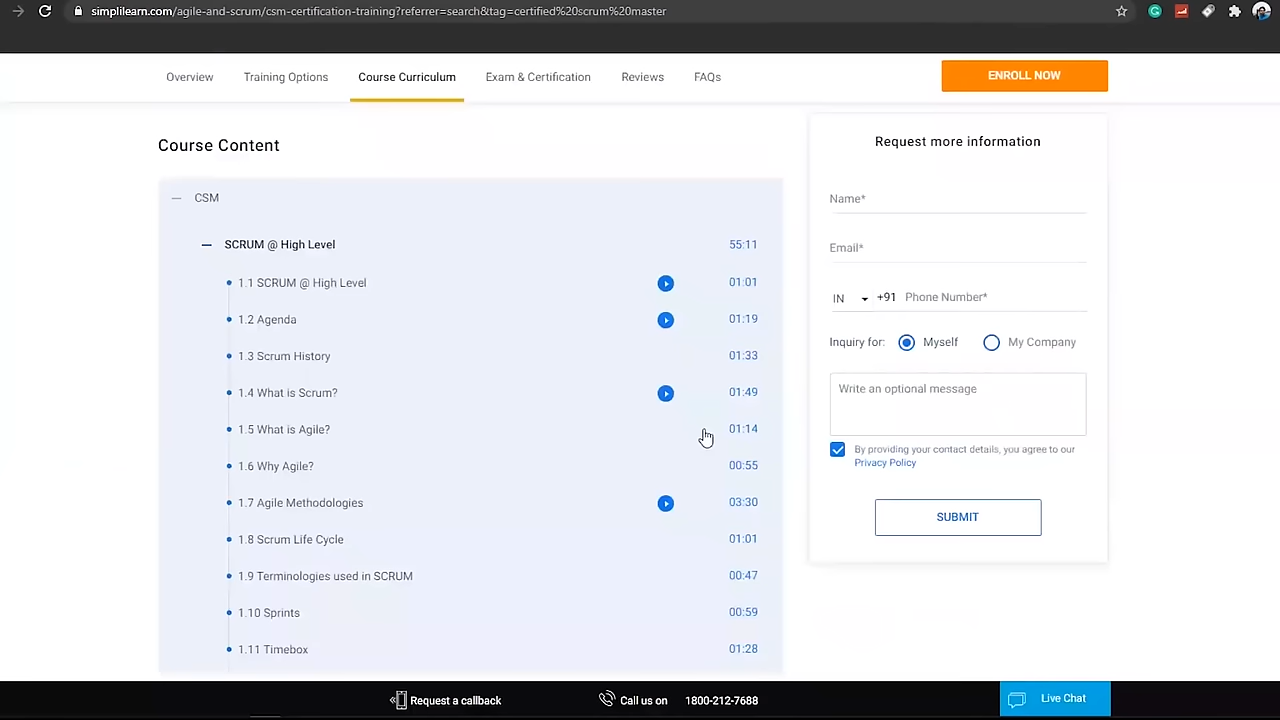 simplilearn.com/agile-and-scrum/csm-certification-training?referrer=search&tag=certified%20scrum%20master
Overview Training Options Course Curriculum Exam & Certification Reviews FAQs ENROLL NOW
Course Content
CSM
SCRUM @ High Level 55:11
1.1 SCRUM @ High Level 01:01
1.2 Agenda 01:19
1.3 Scrum History 01:33
1.4 What is Scrum? 01:49
1.5 What is Agile? 01:14
1.6 Why Agile? 00:55
1.7 Agile Methodologies 03:30
1.8 Scrum Life Cycle 01:01
1.9 Terminologies used in SCRUM 00:47
1.10 Sprints 00:59
1.11 Timebox 01:28
Request more information
Name*
Email*
IN +91 Phone Number*
Inquiry for: Myself My Company
Write an optional message
By providing your contact details, you agree to our
Privacy Policy
SUBMIT
Request a callback Call us on 1800-212-7688 Live Chat